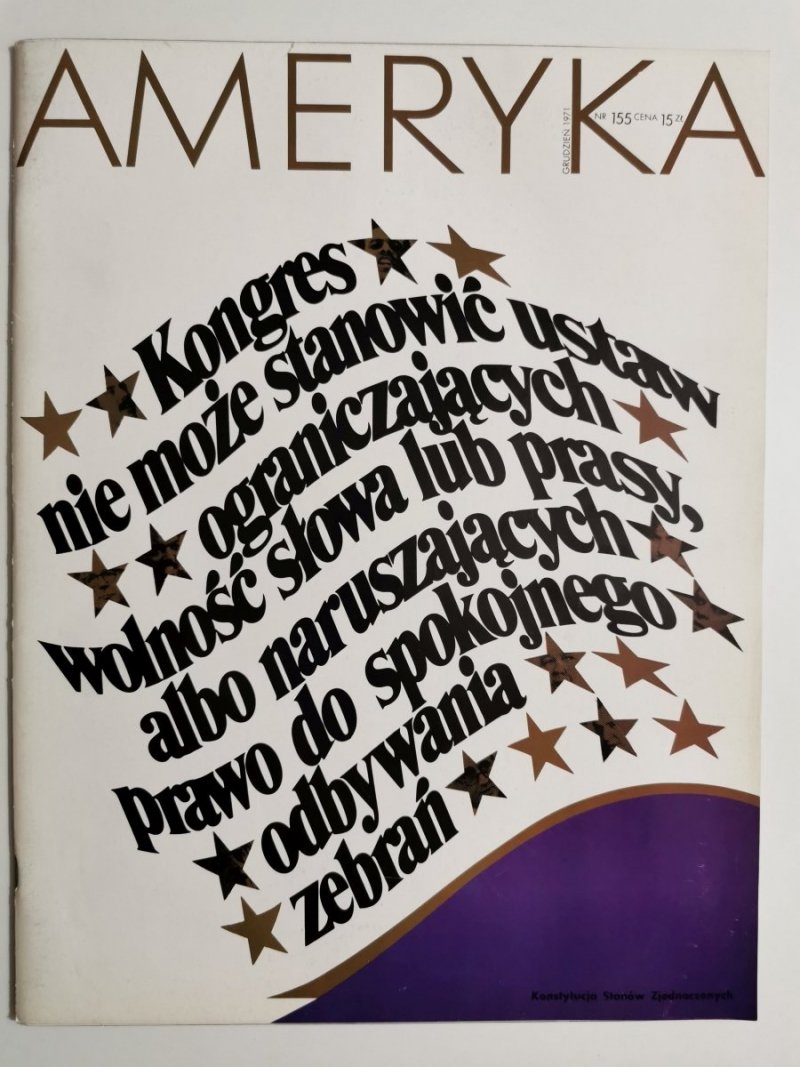 AMERYKA
GRUDZIEŃ 1971
NR 155 CENA 15 ZŁ
Kongres
nie może stanowić ustaw
ograniczających
wolność słowa lub prasy,
albo naruszających
prawo do spokojnego
odbywania
zebrań
Konstytucja Stanów Zjednoczonych